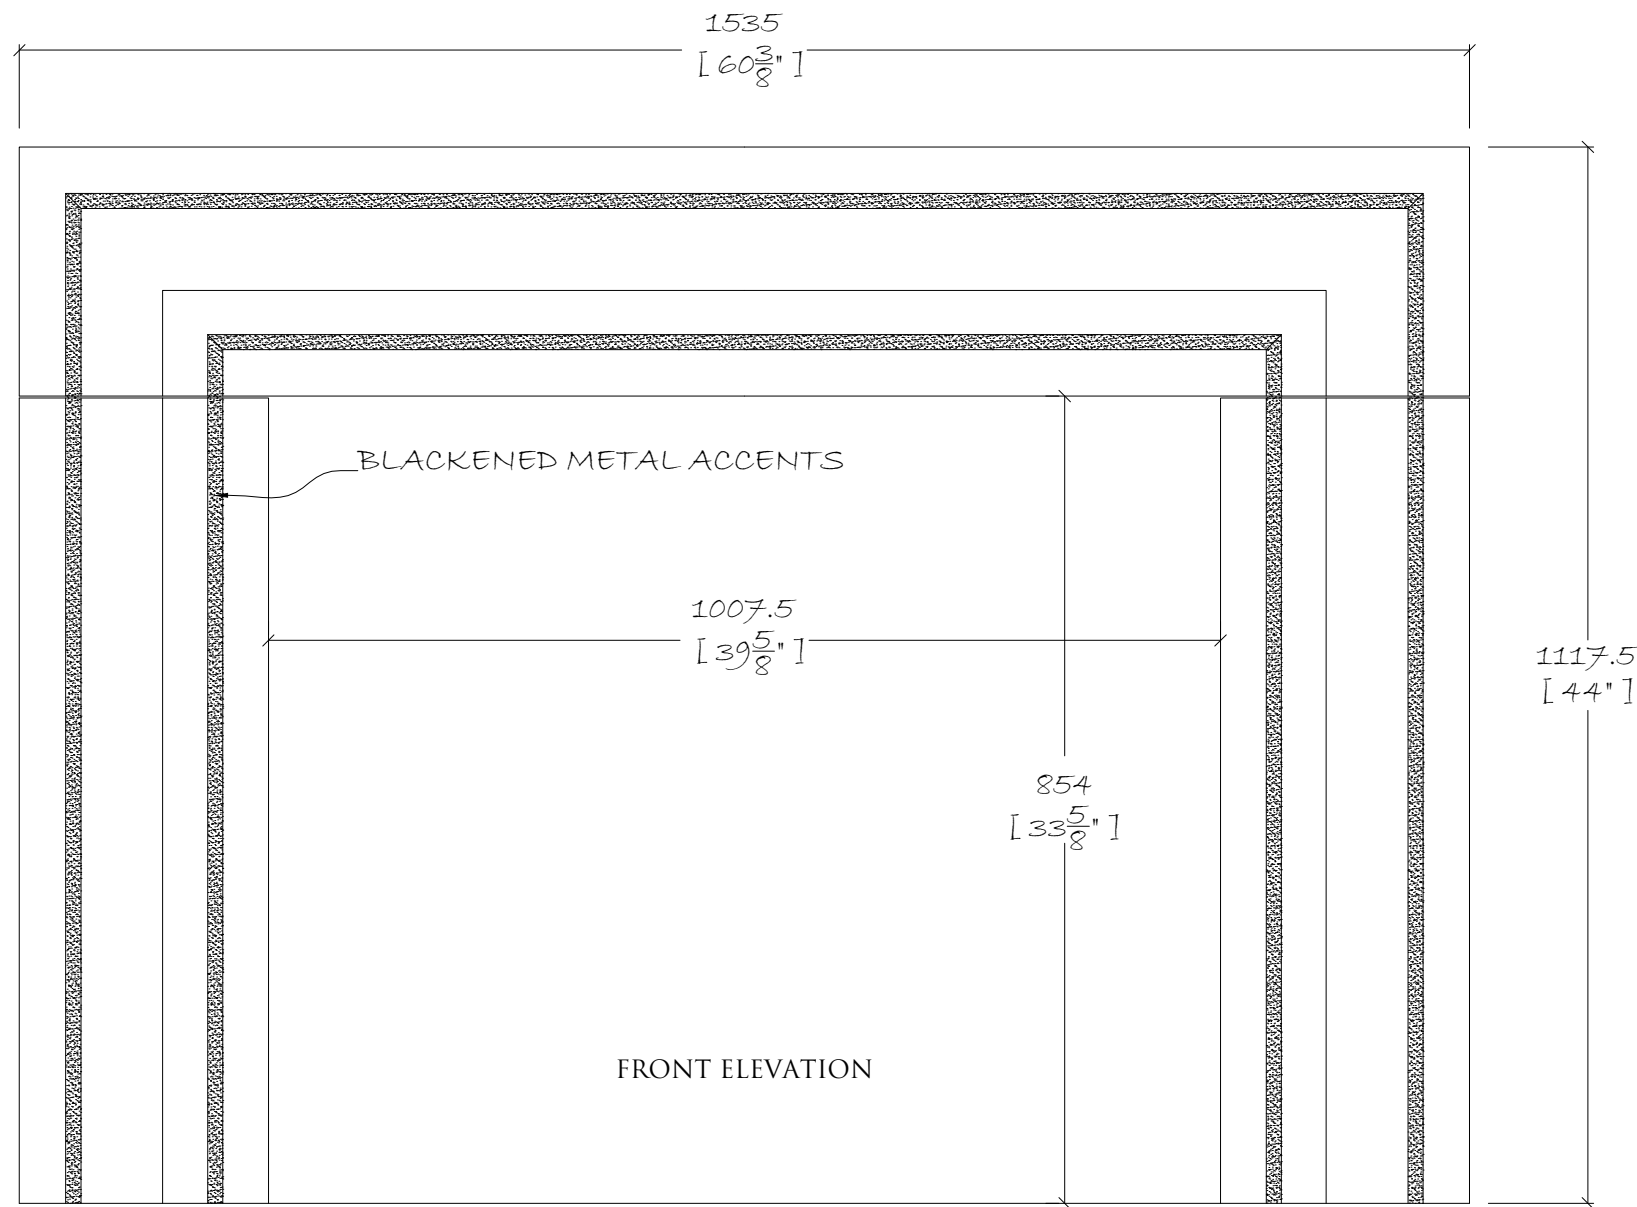 1535
[ 60 3/8" ]
BLACKENED METAL ACCENTS
1007.5
[ 39 5/8" ]
1117.5
[ 44" ]
854
[ 33 5/8" ]
FRONT ELEVATION